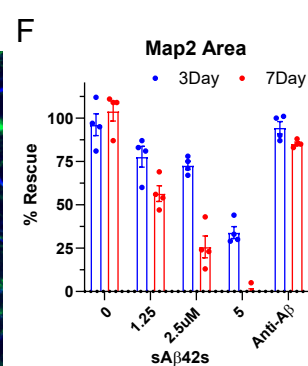 F
Map2 Area
3Day 7Day
% Rescue
100
75
50
25
0
0 1.25 2.5uM 5 Anti-Aβ
sAβ42s